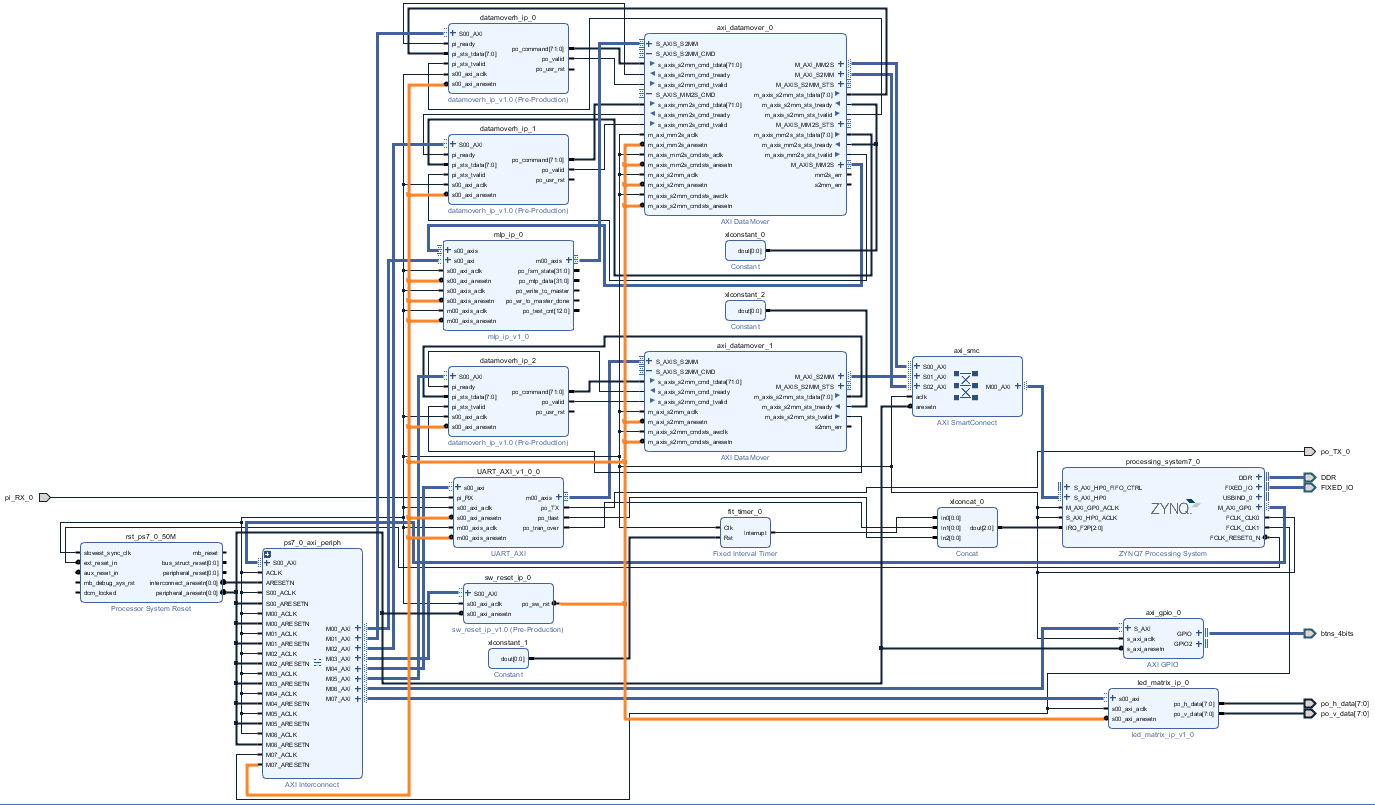 datamoverh_ip_0
S00_AXI
pi_ready
pi_sts_tdata[7:0]
pi_sts_tvalid
s00_axi_aclk
s00_axi_aresetn
po_command[71:0]
po_valid
po_usr_rst
datamoverh_ip_v1.0 (Pre-Production)
axi_datamover_0
S_AXIS_S2MM
S_AXIS_S2MM_CMD
s_axis_s2mm_cmd_tdata[71:0]
s_axis_s2mm_cmd_tready
s_axis_s2mm_cmd_tvalid
S_AXIS_MM2S_CMD
s_axis_mm2s_cmd_tdata[71:0]
s_axis_mm2s_cmd_tready
s_axis_mm2s_cmd_tvalid
m_axi_mm2s_aclk
m_axi_mm2s_aresetn
m_axis_mm2s_cmdsts_aclk
m_axis_mm2s_cmdsts_aresetn
m_axi_s2mm_aclk
m_axi_s2mm_aresetn
m_axis_s2mm_cmdsts_awclk
m_axis_s2mm_cmdsts_aresetn
M_AXI_MM2S
M_AXI_S2MM
M_AXIS_S2MM_STS
m_axis_s2mm_sts_tdata[7:0]
m_axis_s2mm_sts_tready
m_axis_s2mm_sts_tvalid
M_AXIS_MM2S_STS
m_axis_mm2s_sts_tdata[7:0]
m_axis_mm2s_sts_tready
m_axis_mm2s_sts_tvalid
M_AXIS_MM2S
mm2s_err
s2mm_err
AXI DataMover
datamoverh_ip_1
S00_AXI
pi_ready
pi_sts_tdata[7:0]
pi_sts_tvalid
s00_axi_aclk
s00_axi_aresetn
po_command[71:0]
po_valid
po_usr_rst
datamoverh_ip_v1.0 (Pre-Production)
xlconstant_0
dout[0:0]
Constant
mlp_ip_0
s00_axis
s00_axi
s00_axi_aclk
s00_axi_aresetn
s00_axis_aclk
s00_axis_aresetn
m00_axis_aclk
m00_axis_aresetn
m00_axis
po_fsm_state[31:0]
po_mlp_data[31:0]
po_write_to_master
po_wr_to_master_done
po_test_cnt[12:0]
mlp_ip_v1_0
xlconstant_2
dout[0:0]
Constant
datamoverh_ip_2
S00_AXI
pi_ready
pi_sts_tdata[7:0]
pi_sts_tvalid
s00_axi_aclk
s00_axi_aresetn
po_command[71:0]
po_valid
po_usr_rst
datamoverh_ip_v1.0 (Pre-Production)
axi_datamover_1
S_AXIS_S2MM
S_AXIS_S2MM_CMD
s_axis_s2mm_cmd_tdata[71:0]
s_axis_s2mm_cmd_tready
s_axis_s2mm_cmd_tvalid
m_axi_s2mm_aclk
m_axi_s2mm_aresetn
m_axis_s2mm_cmdsts_awclk
m_axis_s2mm_cmdsts_aresetn
M_AXI_S2MM
M_AXIS_S2MM_STS
m_axis_s2mm_sts_tdata[7:0]
m_axis_s2mm_sts_tready
m_axis_s2mm_sts_tvalid
s2mm_err
AXI DataMover
axi_smc
S00_AXI
S01_AXI
S02_AXI
aclk
aresetn
M00_AXI
AXI SmartConnect
po_TX_0
processing_system7_0
S_AXI_HP0_FIFO_CTRL
S_AXI_HP0
M_AXI_GP0_ACLK
S_AXI_HP0_ACLK
IRQ_F2P[2:0]
ZYNQ
DDR
FIXED_IO
USBIND_0
M_AXI_GP0
FCLK_CLK0
FCLK_CLK1
FCLK_RESET0_N
ZYNQ7 Processing System
DDR
FIXED_IO
pi_RX_0
UART_AXI_v1_0_0
s00_axi
pi_RX
s00_axi_aclk
s00_axi_aresetn
m00_axis_aclk
m00_axis_aresetn
m00_axis
po_TX
po_tlast
po_tran_over
UART_AXI
fit_timer_0
Clk
Rst
Interrupt
Fixed Interval Timer
xlconcat_0
In0[0:0]
In1[0:0]
In2[0:0]
dout[2:0]
Concat
rst_ps7_0_50M
slowest_sync_clk
ext_reset_in
aux_reset_in
mb_debug_sys_rst
dcm_locked
mb_reset
bus_struct_reset[0:0]
peripheral_reset[0:0]
interconnect_aresetn[0:0]
peripheral_aresetn[0:0]
Processor System Reset
ps7_0_axi_periph
S00_AXI
ACLK
ARESETN
S00_ACLK
S00_ARESETN
M00_ACLK
M00_ARESETN
M01_ACLK
M01_ARESETN
M02_ACLK
M02_ARESETN
M03_ACLK
M03_ARESETN
M04_ACLK
M04_ARESETN
M05_ACLK
M05_ARESETN
M06_ACLK
M06_ARESETN
M07_ACLK
M07_ARESETN
M00_AXI
M01_AXI
M02_AXI
M03_AXI
M04_AXI
M05_AXI
M06_AXI
M07_AXI
AXI Interconnect
sw_reset_ip_0
S00_AXI
s00_axi_aclk
s00_axi_aresetn
po_sw_rst
sw_reset_ip_v1.0 (Pre-Production)
xlconstant_1
dout[0:0]
Constant
axi_gpio_0
S_AXI
s_axi_aclk
s_axi_aresetn
GPIO
GPIO2
AXI GPIO
btns_4bits
led_matrix_ip_0
s00_axi
s00_axi_aclk
s00_axi_aresetn
po_h_data[7:0]
po_v_data[7:0]
led_matrix_ip_v1_0
po_h_data[7:0]
po_v_data[7:0]